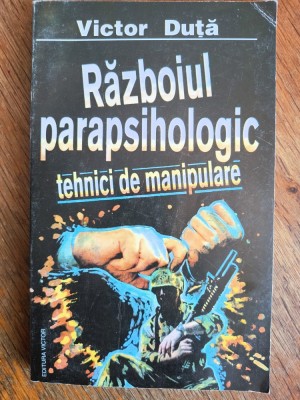 Victor Duță
Războiul
parapsihologic
tehnici de manipulare
EDITURA VICTOR